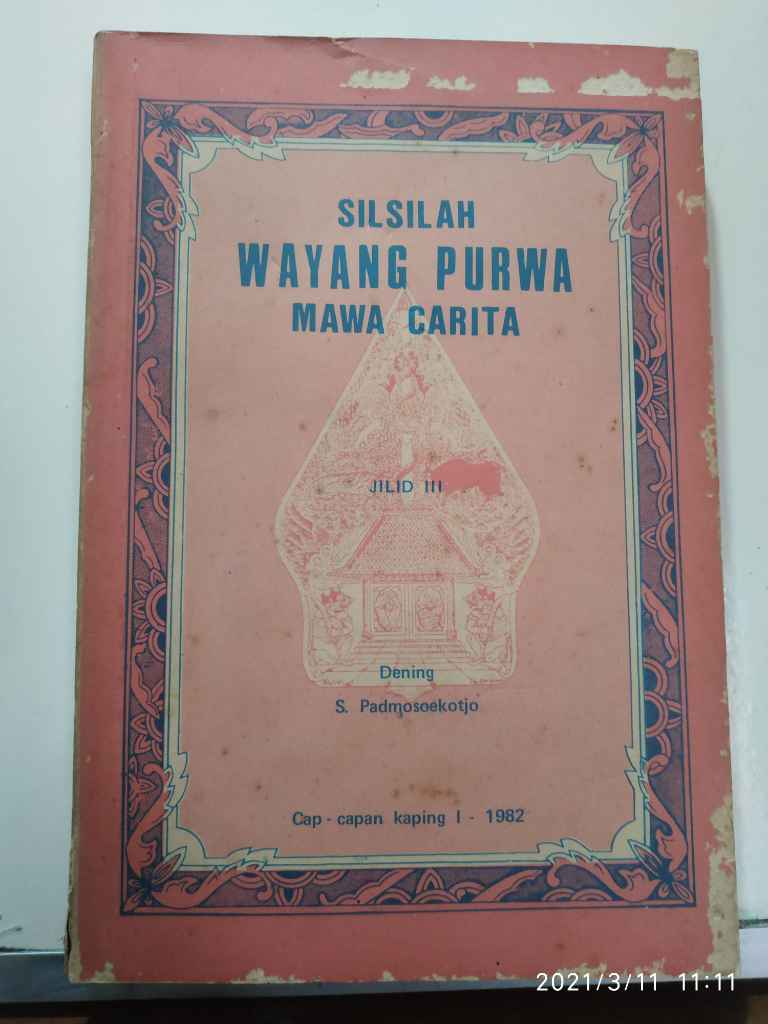 SILSILAH
WAYANG PURWA
MAWA CARITA
JILID III
Dening
S. Padmosoekotjo
Cap - capan kaping I - 1982
2021/3/11 11:11